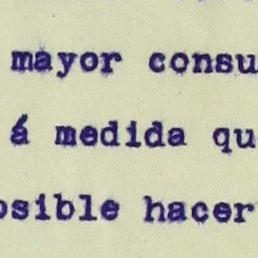 mayor consu
á medida qu
osible hacer